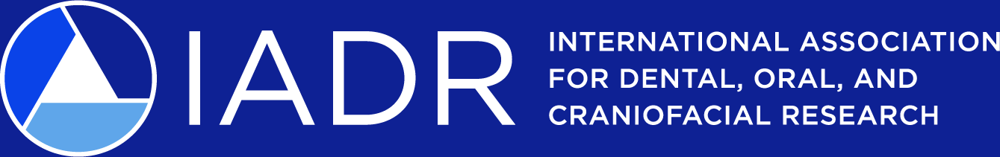 IADR
INTERNATIONAL ASSOCIATION
FOR DENTAL, ORAL, AND
CRANIOFACIAL RESEARCH